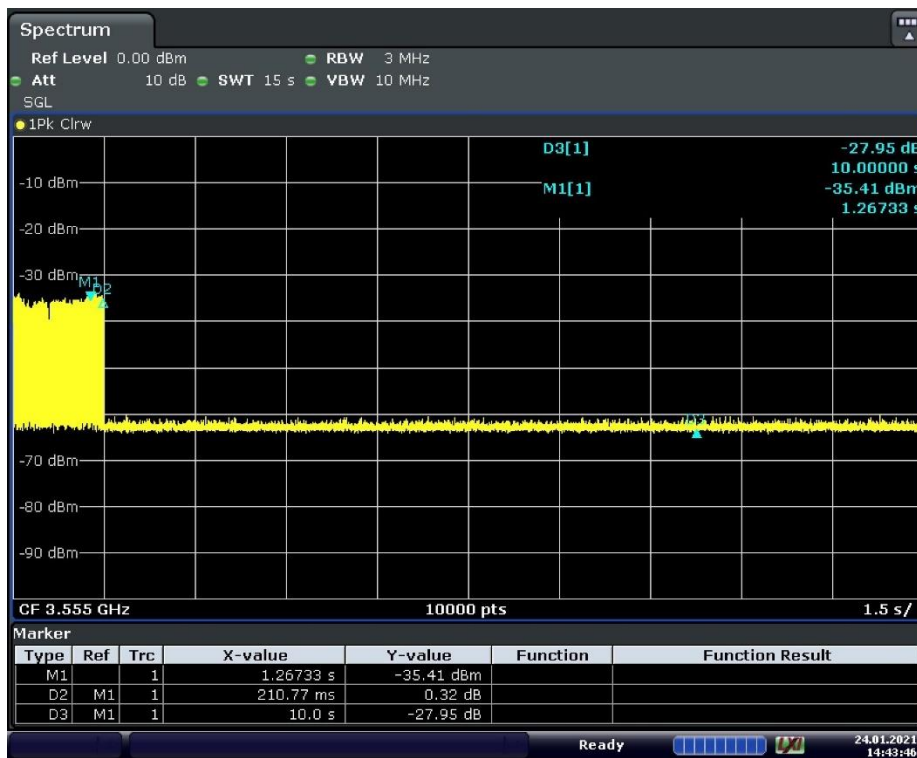 Spectrum
Ref Level 0.00 dBm RBW 3 MHz
Att 10 dB SWT 15 s VBW 10 MHz
SGL
1Pk Clrw
D3[1] -27.95 dB
10.00000 s
-10 dBm M1[1] -35.41 dBm
1.26733 s
-20 dBm
-30 dBm
M1
D2
D3
-70 dBm
-80 dBm
-90 dBm
CF 3.555 GHz 10000 pts 1.5 s/
Marker
Type Ref Trc X-value Y-value Function Function Result
M1 1 1.26733 s -35.41 dBm
D2 M1 1 210.77 ms 0.32 dB
D3 M1 1 10.0 s -27.95 dB
Ready LXI 24.01.2021
14:43:46